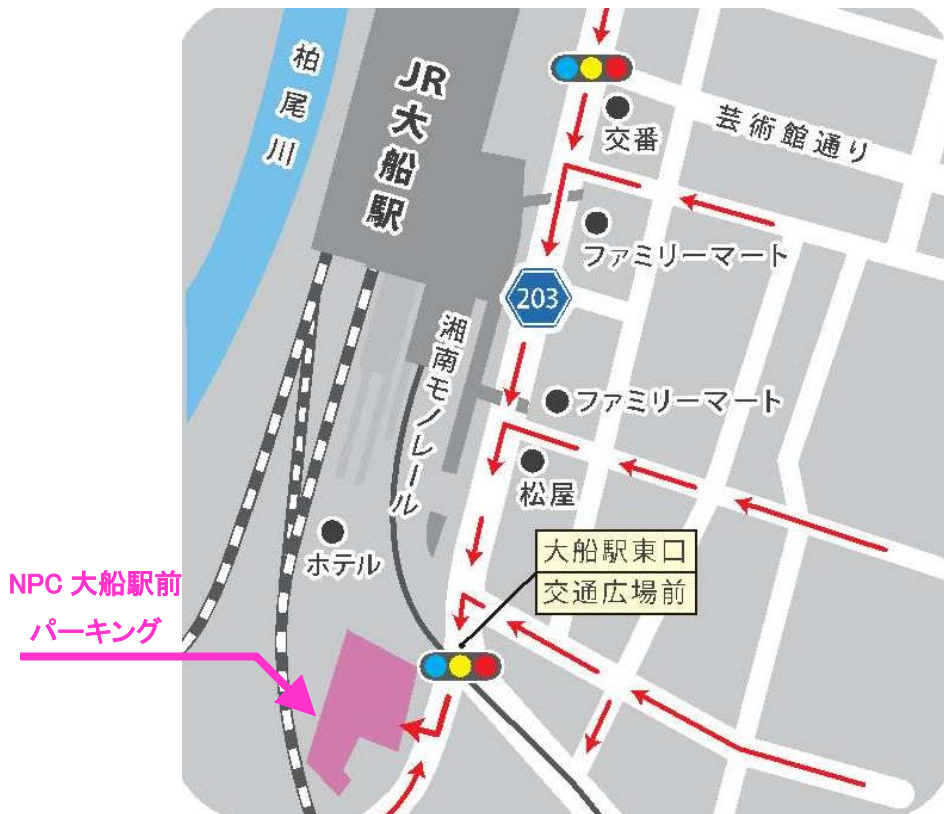 柏尾川
JR大船駅
交番
芸術館通り
ファミリーマート
203
湘南モノレール
ファミリーマート
松屋
大船駅東口
交通広場前
ホテル
NPC 大船駅前
パーキング